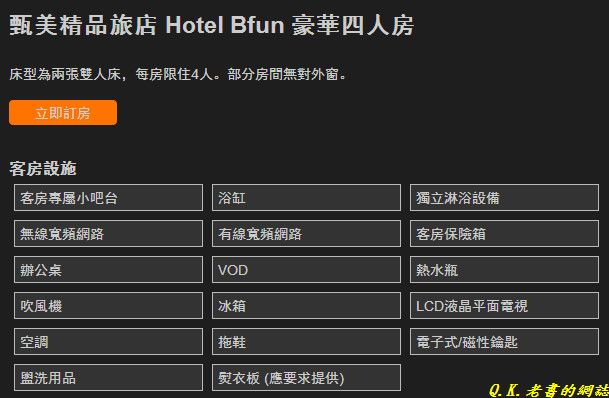 甄美精品旅店 Hotel Bfun 豪華四人房
床型為兩張雙人床，每房限住4人。部分房間無對外窗。
立即訂房
客房設施
客房專屬小吧台 浴缸 獨立淋浴設備
無線寬頻網路 有線寬頻網路 客房保險箱
辦公桌 VOD 熱水瓶
吹風機 冰箱 LCD液晶平面電視
空調 拖鞋 電子式/磁性鑰匙
盥洗用品 熨衣板 (應要求提供)
Q.K.老書的網誌